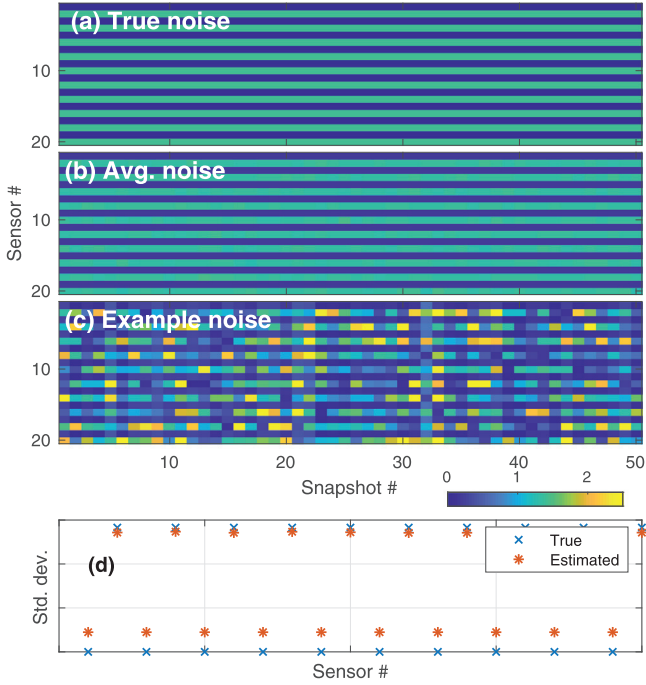 (a) True noise
10
20
(b) Avg. noise
10
20
Sensor #
(c) Example noise
10
20
10 20 30 40 50
Snapshot #
0 1 2
(d)
True
Estimated
Std. dev.
Sensor #